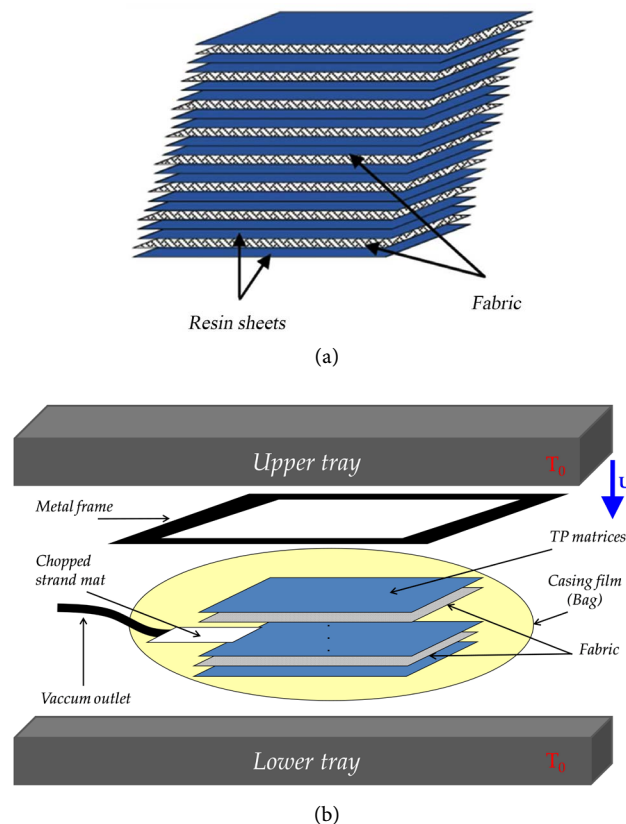 Fabric
Resin sheets
(a)
Upper tray
T0
U
Metal frame
TP matrices
Chopped
strand mat
Casing film
(Bag)
Fabric
Vaccum outlet
Lower tray
T0
(b)